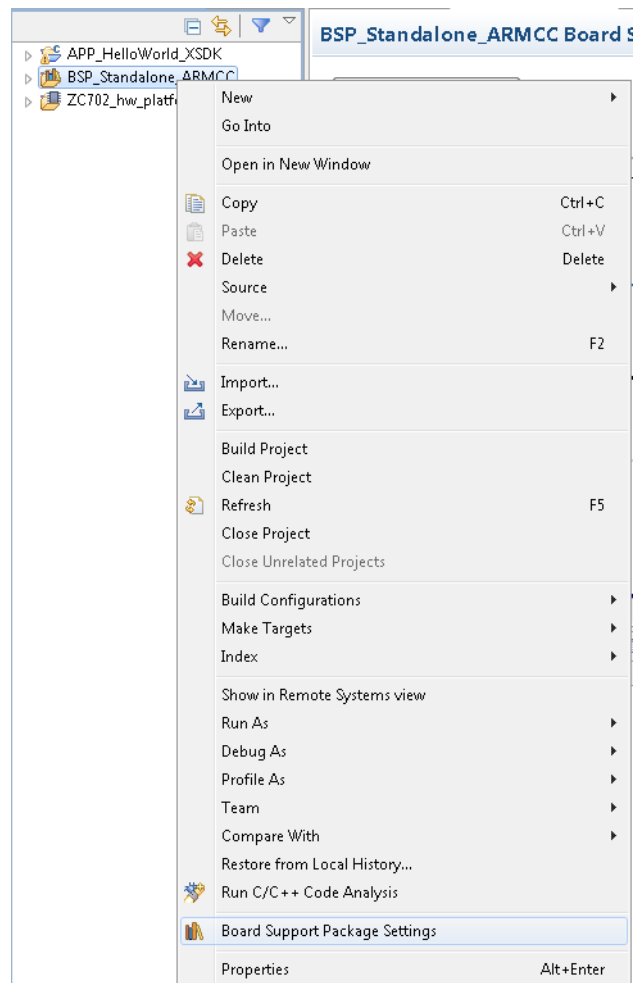 BSP_Standalone_ARMCC Board
APP_HelloWorld_XSDK
BSP_Standalone_ARMCC
ZC702_hw_platf
New
Go Into
Open in New Window
Copy Ctrl+C
Paste Ctrl+V
Delete Delete
Source
Move...
Rename... F2
Import...
Export...
Build Project
Clean Project
Refresh F5
Close Project
Close Unrelated Projects
Build Configurations
Make Targets
Index
Show in Remote Systems view
Run As
Debug As
Profile As
Team
Compare With
Restore from Local History...
Run C/C++ Code Analysis
Board Support Package Settings
Properties Alt+Enter